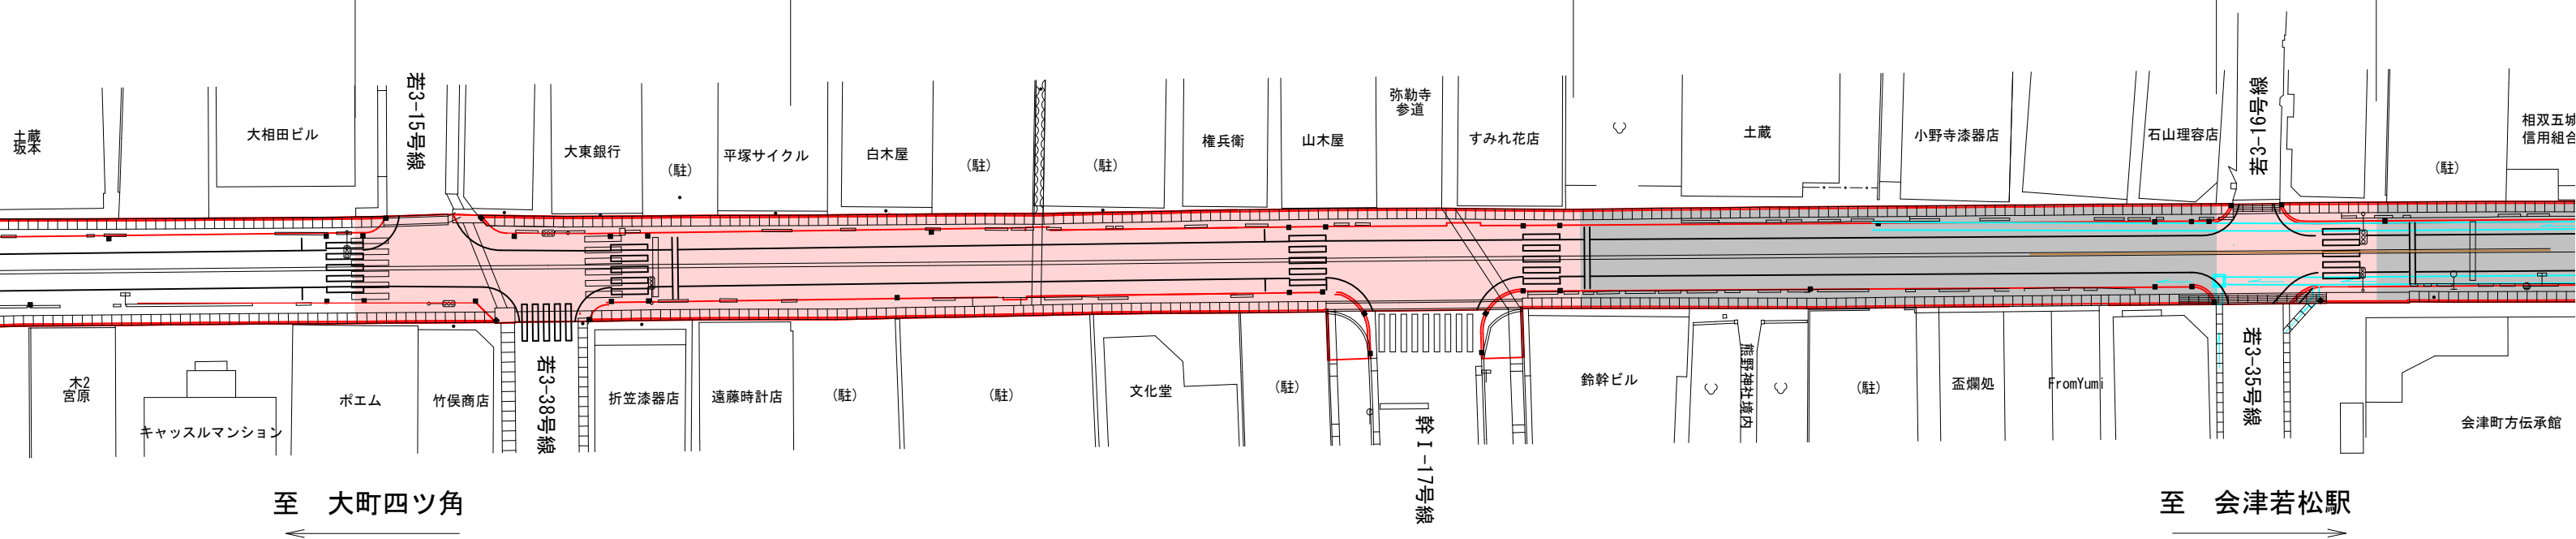 土蔵
坂本
大相田ビル
若3-15号線
大東銀行
（駐）
平塚サイクル
白木屋
（駐）
（駐）
権兵衛
山木屋
弥勒寺
参道
すみれ花店
土蔵
小野寺漆器店
石山理容店
若3-16号線
（駐）
相双五城
信用組合
木2
宮原
キャッスルマンション
ポエム
竹俣商店
若3-38号線
折笠漆器店
遠藤時計店
（駐）
（駐）
文化堂
（駐）
幹Ⅰ-17号線
鈴幹ビル
熊野神社境内
（駐）
盃爛処
FromYumi
若3-35号線
会津町方伝承館
至　大町四ツ角
至　会津若松駅